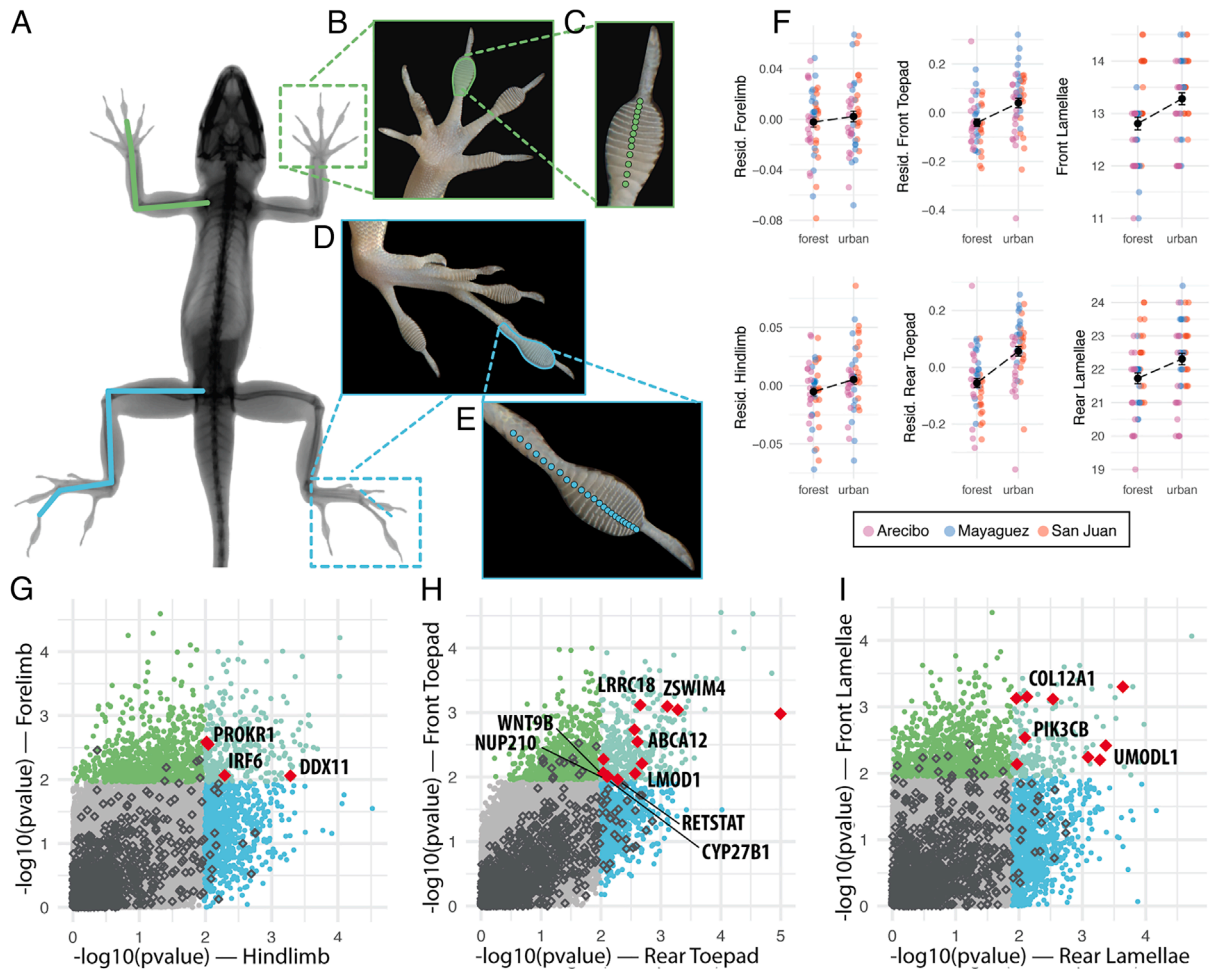 A
B
C
D
E
F
Resid. Forelimb
0.04
0.00
−0.04
−0.08
forest urban
Resid. Front Toepad
0.2
0.0
−0.2
−0.4
forest urban
Front Lamellae
14
13
12
11
forest urban
Resid. Hindlimb
0.05
0.00
−0.05
forest urban
Resid. Rear Toepad
0.2
0.0
−0.2
forest urban
Rear Lamellae
24
23
22
21
20
19
forest urban
Arecibo Mayaguez San Juan
G
-log10(pvalue) — Forelimb
4
3
2
1
0
PROKR1
IRF6
DDX11
0 1 2 3 4
-log10(pvalue) — Hindlimb
H
-log10(pvalue) — Front Toepad
4
3
2
1
0
LRRC18 ZSWIM4
WNT9B
NUP210
ABCA12
LMOD1
RETSTAT
CYP27B1
0 1 2 3 4 5
-log10(pvalue) — Rear Toepad
I
-log10(pvalue) — Front Lamellae
4
3
2
1
0
COL12A1
PIK3CB
UMODL1
0 1 2 3 4
-log10(pvalue) — Rear Lamellae